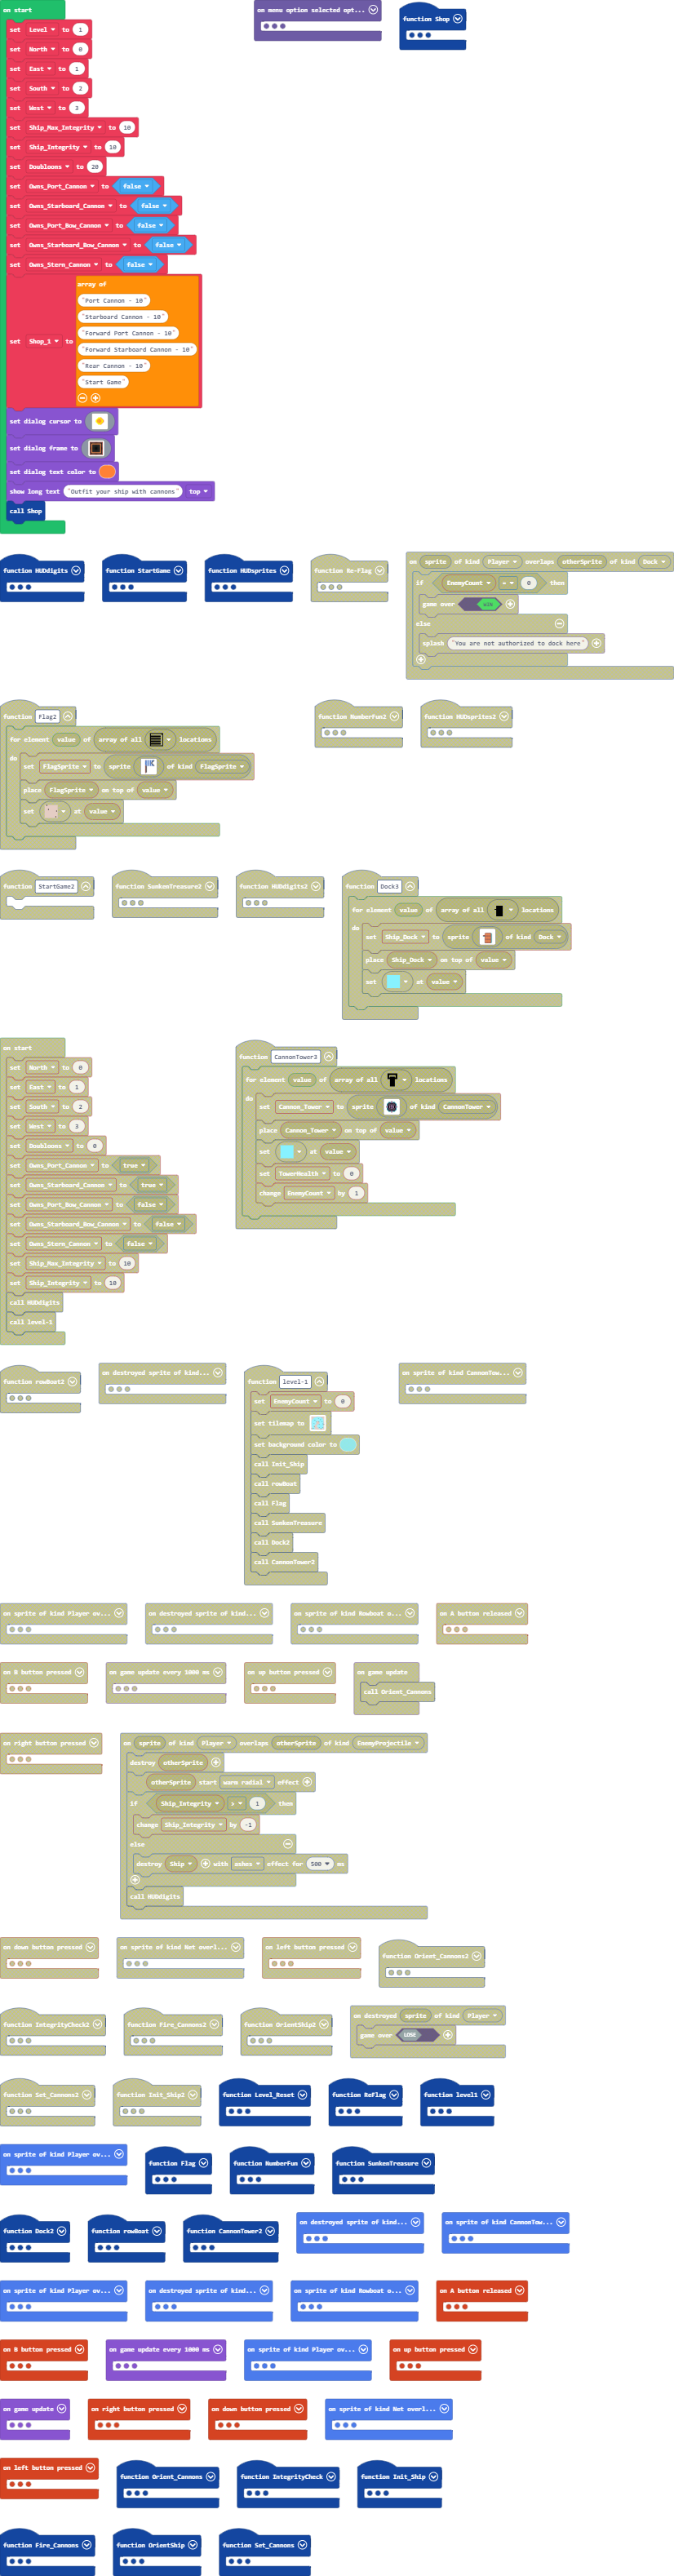 on start
set Level to 1
set North to 0
set East to 1
set South to 2
set West to 3
set Ship_Max_Integrity to 10
set Ship_Integrity to 10
set Doubloons to 20
set Owns_Port_Cannon to false
set Owns_Starboard_Cannon to false
set Owns_Port_Bow_Cannon to false
set Owns_Starboard_Bow_Cannon to false
set Owns_Stern_Cannon to false
set Shop_1 to array of
"Port Cannon - 10"
"Starboard Cannon - 10"
"Forward Port Cannon - 10"
"Forward Starboard Cannon - 10"
"Rear Cannon - 10"
"Start Game"
set dialog cursor to
set dialog frame to
set dialog text color to
show long text "Outfit your ship with cannons" top
call Shop
on menu option selected opt...
function Shop
function HUDdigits
function StartGame
function HUDsprites
function Re-Flag
on sprite of kind Player overlaps otherSprite of kind Dock
if EnemyCount = 0 then
game over WIN
else
splash "You are not authorized to dock here"
function Flag2
for element value of array of all locations
do
set FlagSprite to sprite of kind FlagSprite
place FlagSprite on top of value
set at value
function NumberFun2
function HUDsprites2
function StartGame2
function SunkenTreasure2
function HUDdigits2
function Dock3
for element value of array of all locations
do
set Ship_Dock to sprite of kind Dock
place Ship_Dock on top of value
set at value
on start
set North to 0
set East to 1
set South to 2
set West to 3
set Doubloons to 0
set Owns_Port_Cannon to true
set Owns_Starboard_Cannon to true
set Owns_Port_Bow_Cannon to false
set Owns_Starboard_Bow_Cannon to false
set Owns_Stern_Cannon to false
set Ship_Max_Integrity to 10
set Ship_Integrity to 10
call HUDdigits
call level-1
function CannonTower3
for element value of array of all locations
do
set Cannon_Tower to sprite of kind CannonTower
place Cannon_Tower on top of value
set at value
set TowerHealth to 0
change EnemyCount by 1
function rowBoat2
on destroyed sprite of kind...
function level-1
set EnemyCount to 0
set tilemap to
set background color to
call Init_Ship
call rowBoat
call Flag
call SunkenTreasure
call Dock2
call CannonTower2
on sprite of kind CannonTow...
on sprite of kind Player ov...
on destroyed sprite of kind...
on sprite of kind Rowboat o...
on A button released
on B button pressed
on game update every 1000 ms
on up button pressed
on game update
call Orient_Cannons
on right button pressed
on sprite of kind Player overlaps otherSprite of kind EnemyProjectile
destroy otherSprite
otherSprite start warm radial effect
if Ship_Integrity > 1 then
change Ship_Integrity by -1
else
destroy Ship with ashes effect for 500 ms
call HUDdigits
on down button pressed
on sprite of kind Net overl...
on left button pressed
function Orient_Cannons2
function IntegrityCheck2
function Fire_Cannons2
function OrientShip2
on destroyed sprite of kind Player
game over LOSE
function Set_Cannons2
function Init_Ship2
function Level_Reset
function ReFlag
function level1
on sprite of kind Player ov...
function Flag
function NumberFun
function SunkenTreasure
function Dock2
function rowBoat
function CannonTower2
on destroyed sprite of kind...
on sprite of kind CannonTow...
on sprite of kind Player ov...
on destroyed sprite of kind...
on sprite of kind Rowboat o...
on A button released
on B button pressed
on game update every 1000 ms
on sprite of kind Player ov...
on up button pressed
on game update
on right button pressed
on down button pressed
on sprite of kind Net overl...
on left button pressed
function Orient_Cannons
function IntegrityCheck
function Init_Ship
function Fire_Cannons
function OrientShip
function Set_Cannons